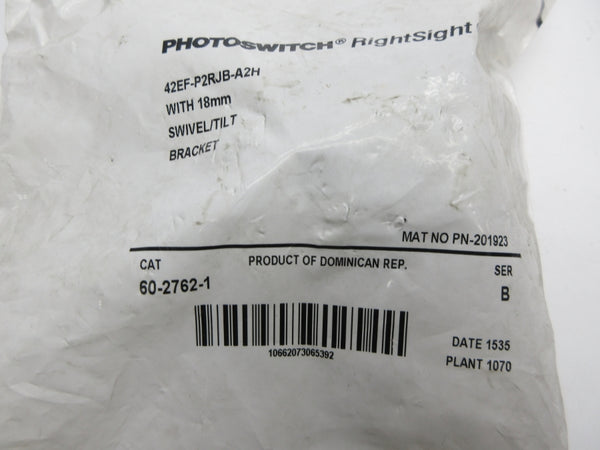 PHOTOSWITCH® RightSight
42EF-P2RJB-A2H
WITH 18mm
SWIVEL/TILT
BRACKET
MAT NO PN-201923
CAT PRODUCT OF DOMINICAN REP. SER
60-2762-1 B
10662073065392
DATE 1535
PLANT 1070